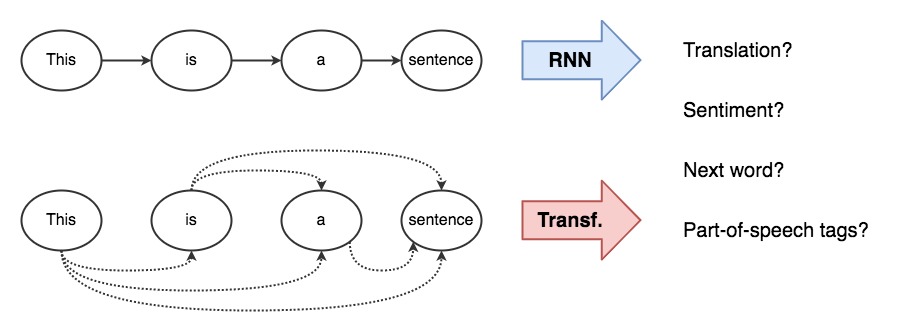 This is a sentence RNN
Translation?
Sentiment?
Next word?
This is a sentence Transf.
Part-of-speech tags?